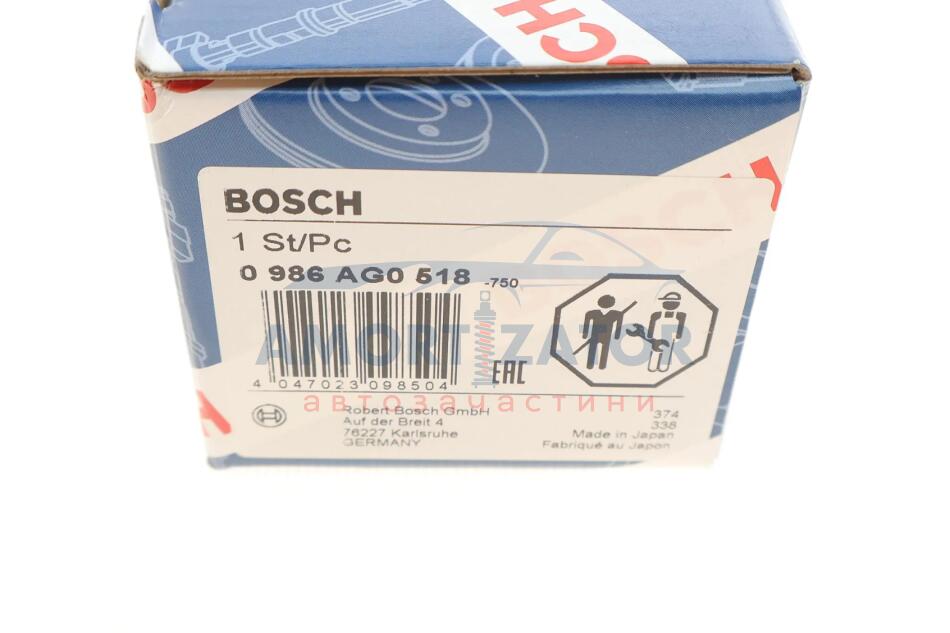 BOSCH
BOSCH
1 St/Pc
0 986 AG0 518 -750
AMORTIZATOR
4 047023 098504
EAC
автозачастини
Robert Bosch GmbH
Auf der Breit 4
76227 Karlsruhe
GERMANY
374
338
Made in Japan
Fabriqué au Japon